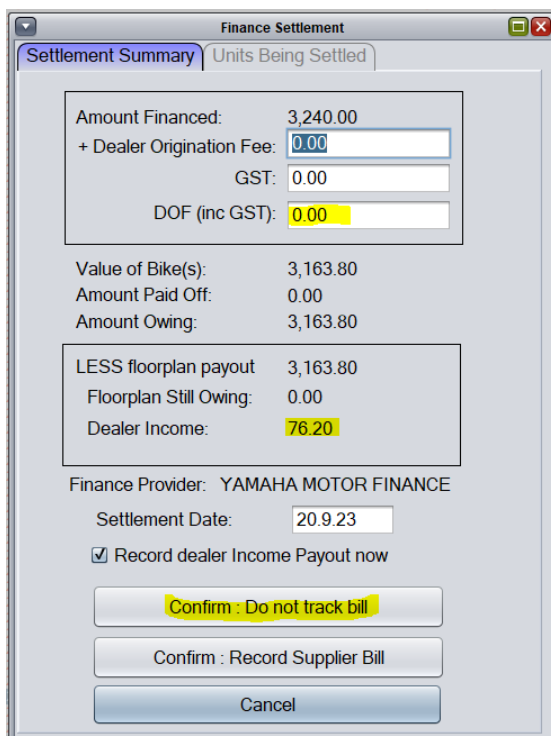 Finance Settlement
Settlement Summary Units Being Settled
Amount Financed: 3,240.00
+ Dealer Origination Fee: 0.00
GST: 0.00
DOF (inc GST): 0.00
Value of Bike(s): 3,163.80
Amount Paid Off: 0.00
Amount Owing: 3,163.80
LESS floorplan payout 3,163.80
Floorplan Still Owing: 0.00
Dealer Income: 76.20
Finance Provider: YAMAHA MOTOR FINANCE
Settlement Date: 20.9.23
Record dealer Income Payout now
Confirm : Do not track bill
Confirm : Record Supplier Bill
Cancel